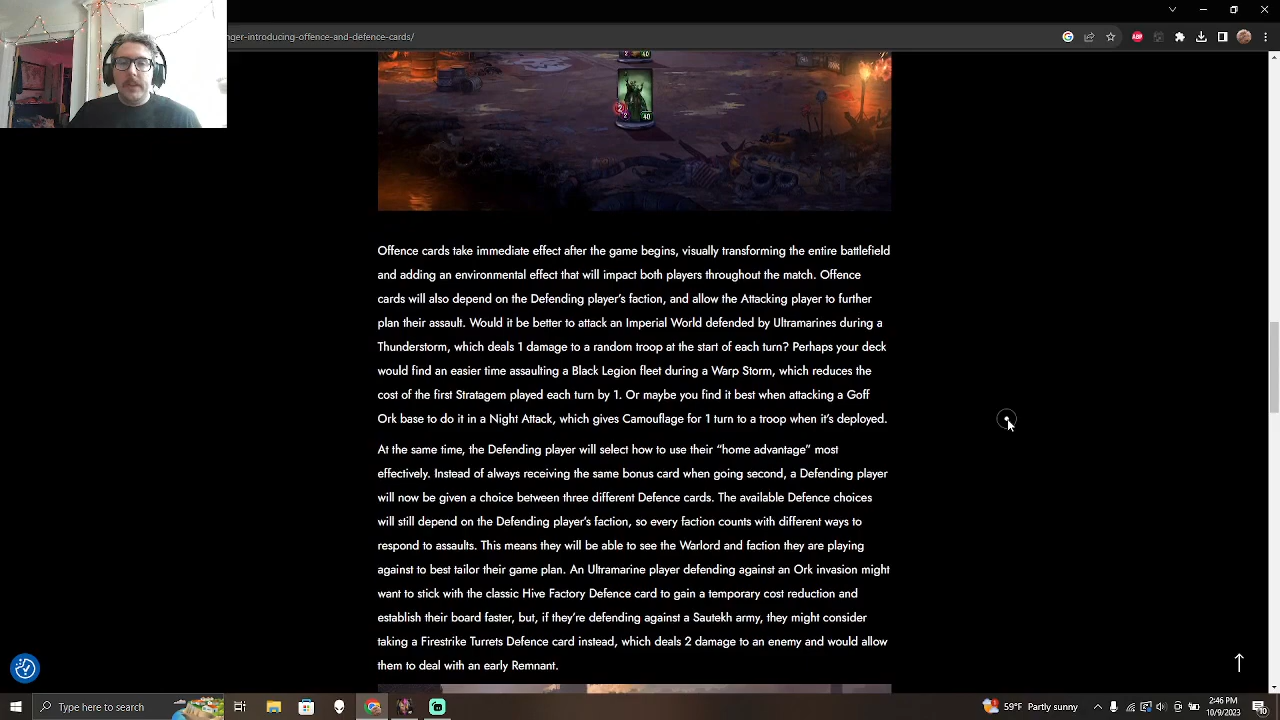 ger-introducing-offence-and-defence-cards/
2 40
2 2 40
Offence cards take immediate effect after the game begins, visually transforming the entire battlefield
and adding an environmental effect that will impact both players throughout the match. Offence
cards will also depend on the Defending player's faction, and allow the Attacking player to further
plan their assault. Would it be better to attack an Imperial World defended by Ultramarines during a
Thunderstorm, which deals 1 damage to a random troop at the start of each turn? Perhaps your deck
would find an easier time assaulting a Black Legion fleet during a Warp Storm, which reduces the
cost of the first Stratagem played each turn by 1. Or maybe you find it best when attacking a Goff
Ork base to do it in a Night Attack, which gives Camouflage for 1 turn to a troop when it's deployed.
At the same time, the Defending player will select how to use their “home advantage” most
effectively. Instead of always receiving the same bonus card when going second, a Defending player
will now be given a choice between three different Defence cards. The available Defence choices
will still depend on the Defending player's faction, so every faction counts with different ways to
respond to assaults. This means they will be able to see the Warlord and faction they are playing
against to best tailor their game plan. An Ultramarine player defending against an Ork invasion might
want to stick with the classic Hive Factory Defence card to gain a temporary cost reduction and
establish their board faster, but, if they're defending against a Sautekh army, they might consider
taking a Firestrike Turrets Defence card instead, which deals 2 damage to an enemy and would allow
them to deal with an early Remnant.
Type here to search
59°F Partly sunny
2:46 PM
10/9/2023